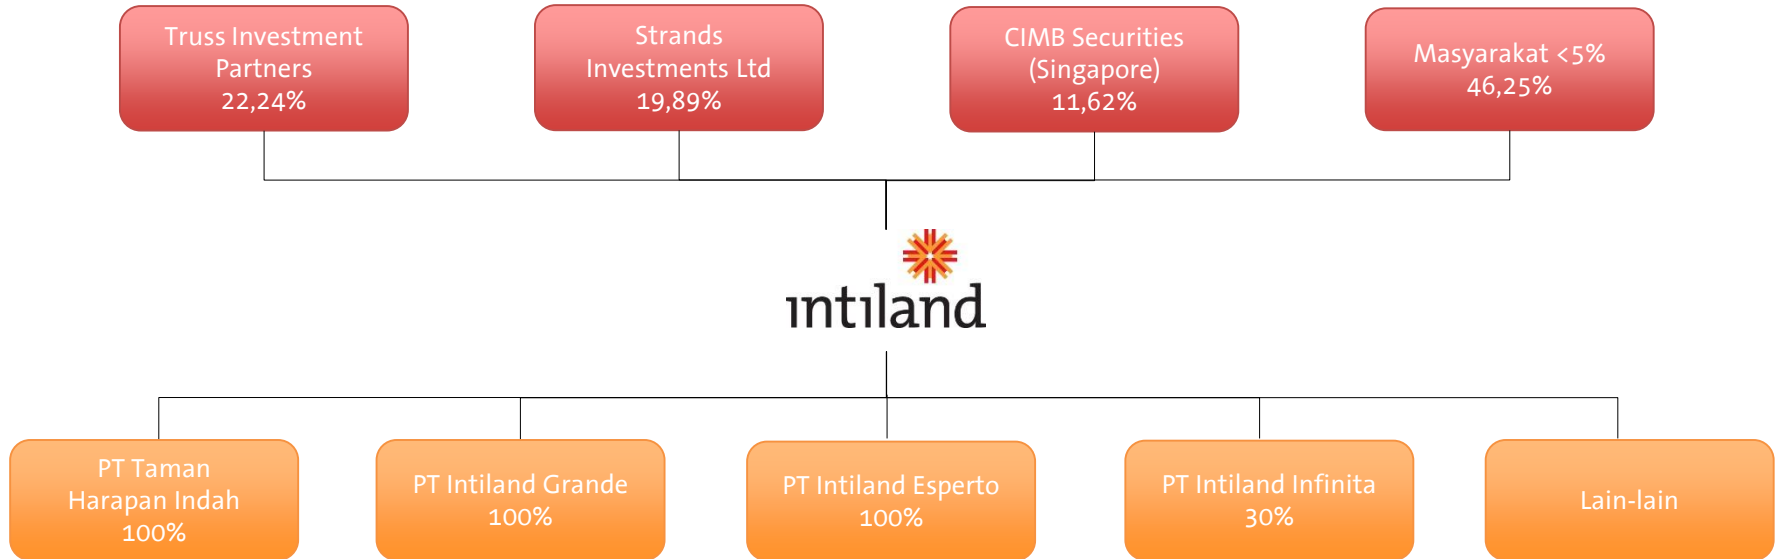 Truss Investment
Partners
22,24%
Strands
Investments Ltd
19,89%
CIMB Securities
(Singapore)
11,62%
Masyarakat <5%
46,25%
intiland
PT Taman
Harapan Indah
100%
PT Intiland Grande
100%
PT Intiland Esperto
100%
PT Intiland Infinita
30%
Lain-lain